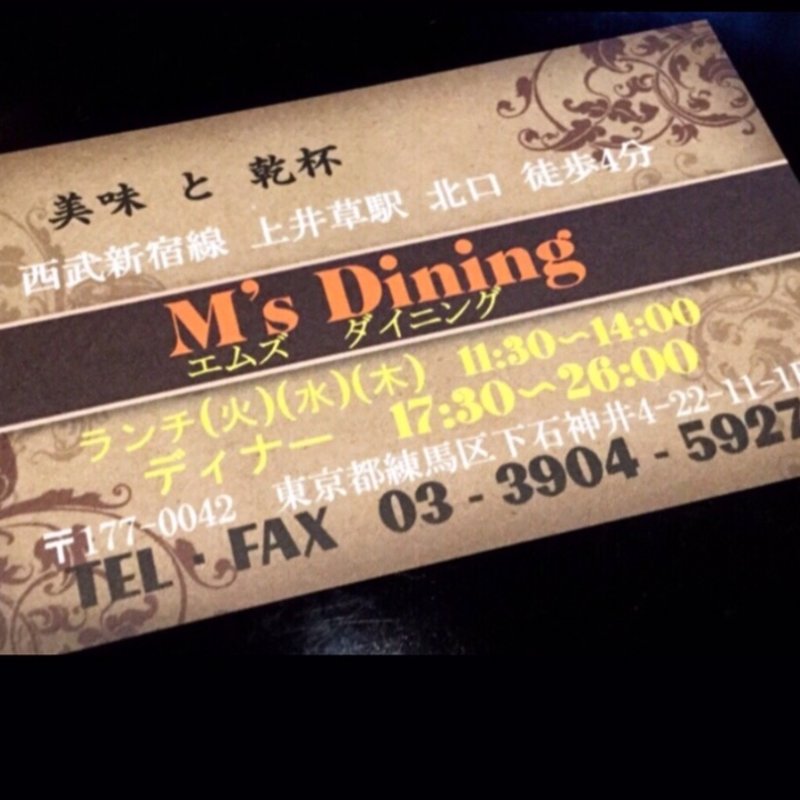 美味 と 乾杯
西武新宿線 上井草駅 北口 徒歩4分
M's Dining
エムズ ダイニング
ランチ(火)(水)(木) 11:30〜14:00
ディナー 17:30〜26:00
〒177-0042 東京都練馬区下石神井4-22-11-1F
TEL・FAX 03-3904-5927